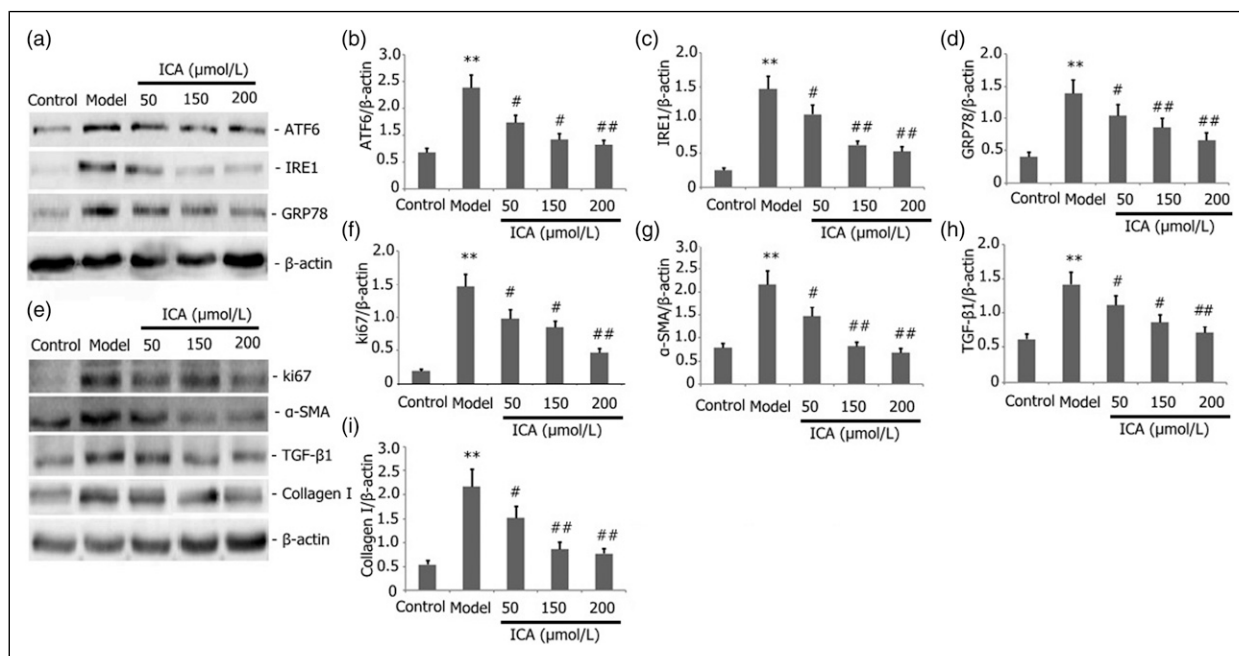 (a)
ICA (μmol/L)
Control Model 50 150 200
- ATF6
- IRE1
- GRP78
- β-actin
(b)
ATF6/β-actin
3.0
2.5
2.0
1.5
1.0
0.5
0
**
#
#
##
Control Model 50 150 200
ICA (μmol/L)
(c)
IRE1/β-actin
2.0
1.5
1.0
0.5
0
**
#
##
##
Control Model 50 150 200
ICA (μmol/L)
(d)
GRP78/β-actin
2.0
1.5
1.0
0.5
0
**
#
##
##
Control Model 50 150 200
ICA (μmol/L)
(e)
ICA (μmol/L)
Control Model 50 150 200
- ki67
- α-SMA
- TGF-β1
- Collagen I
- β-actin
(f)
ki67/β-actin
2.0
1.5
1.0
0.5
0.0
**
#
#
##
Control Model 50 150 200
ICA (μmol/L)
(g)
α-SMA/β-actin
3.0
2.5
2.0
1.5
1.0
0.5
0
**
#
##
##
Control Model 50 150 200
ICA (μmol/L)
(h)
TGF-β1/β-actin
2.0
1.5
1.0
0.5
0
**
#
#
##
Control Model 50 150 200
ICA (μmol/L)
(i)
Collagen I/β-actin
3.0
2.5
2.0
1.5
1.0
0.5
0
**
#
##
##
Control Model 50 150 200
ICA (μmol/L)